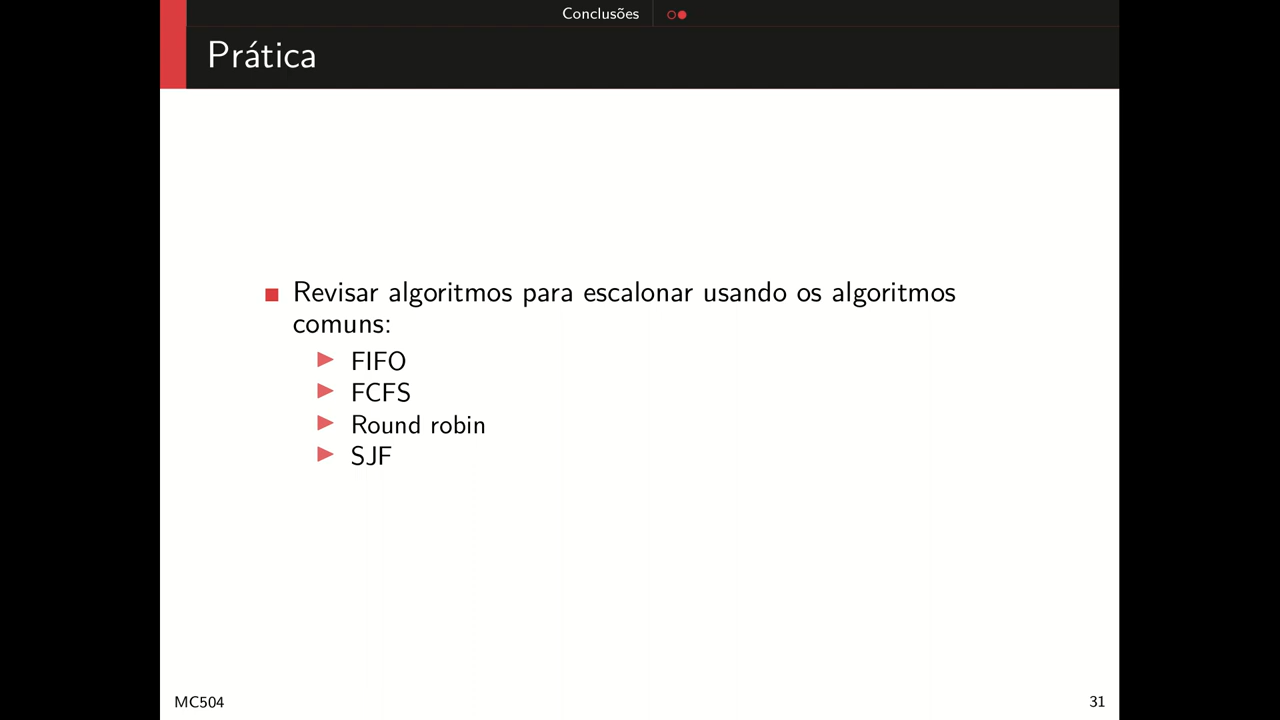 Conclusões
Prática
Revisar algoritmos para escalonar usando os algoritmos
comuns:
FIFO
FCFS
Round robin
SJF
MC504
31